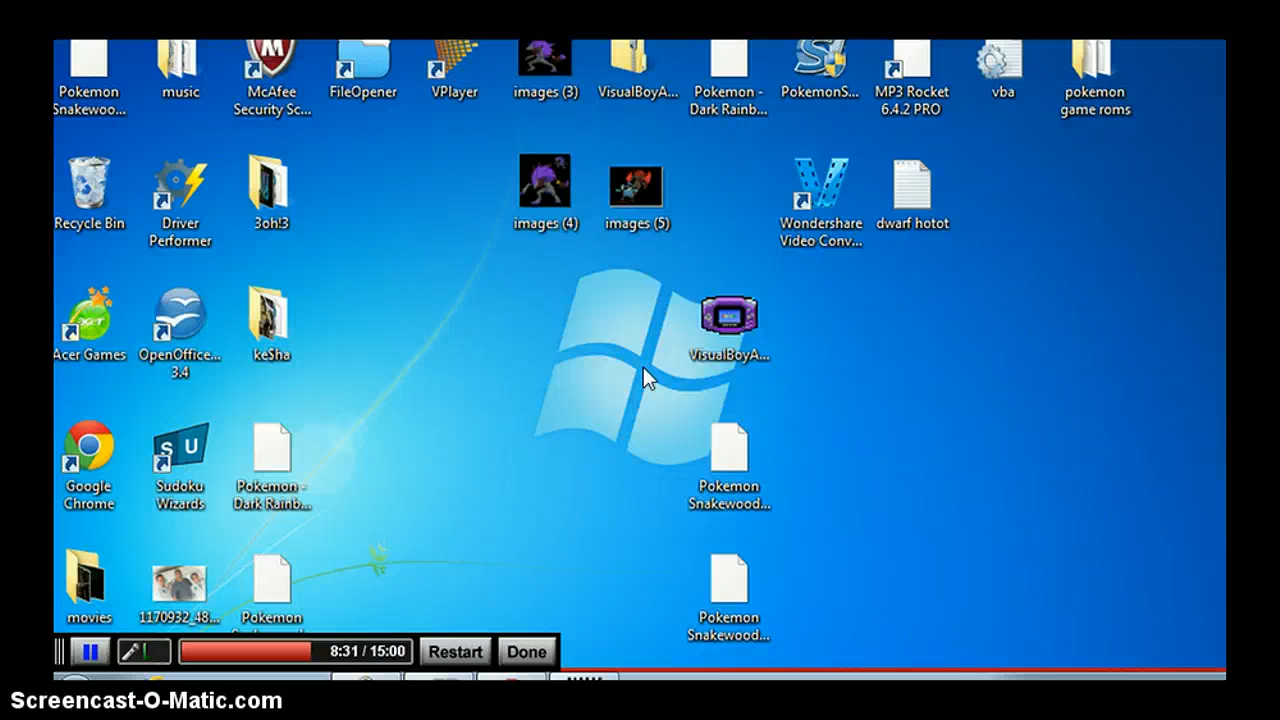 Pokemon
Snakewoo...
music
McAfee
Security Sc...
FileOpener
VPlayer
images (3)
VisualBoyA...
Pokemon -
Dark Rainb...
PokemonS...
MP3 Rocket
6.4.2 PRO
vba
pokemon
game roms
Recycle Bin
Driver
Performer
3oh!3
images (4)
images (5)
Wondershare
Video Conv...
dwarf hotot
acer
Acer Games
OpenOffice...
3.4
keSha
VisualBoyA...
Google
Chrome
S U
Sudoku
Wizards
Pokemon -
Dark Rainb...
Pokemon
Snakewood...
movies
1170932_48...
Pokemon
Pokemon
Snakewood...
8:31 / 15:00
Restart
Done
Screencast-O-Matic.com